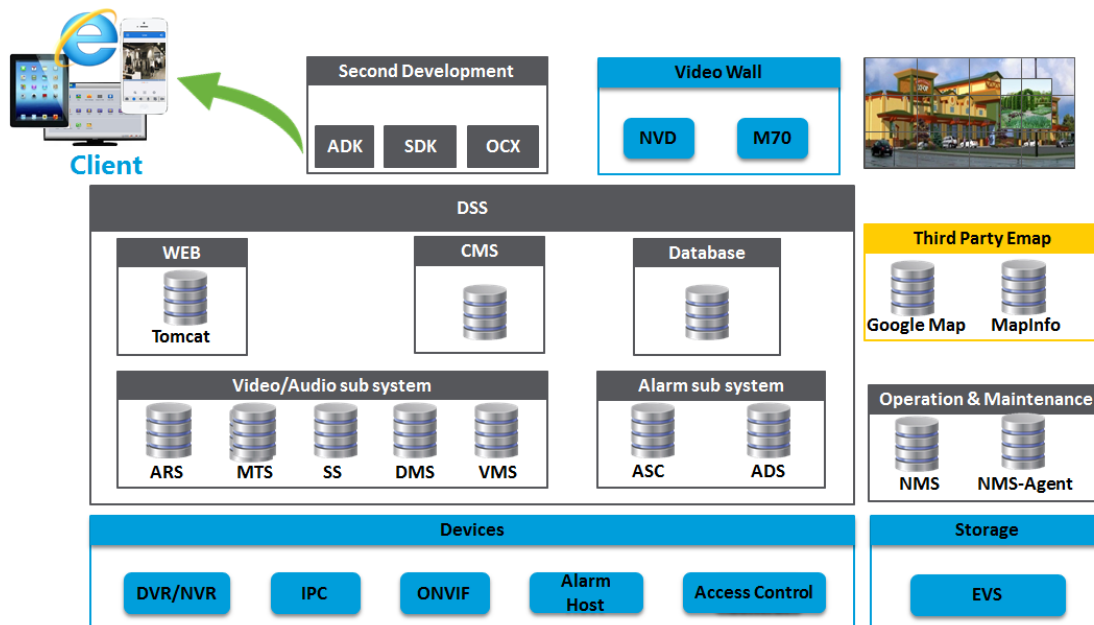 Client
Second Development
ADK
SDK
OCX
Video Wall
NVD
M70
DSS
WEB
Tomcat
CMS
Database
Third Party Emap
Google Map
MapInfo
Video/Audio sub system
ARS
MTS
SS
DMS
VMS
Alarm sub system
ASC
ADS
Operation & Maintenance
NMS
NMS-Agent
Devices
DVR/NVR
IPC
ONVIF
Alarm
Host
Access Control
Storage
EVS